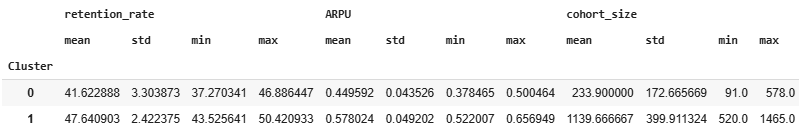 retention_rate ARPU cohort_size
mean std min max mean std min max mean std min max
Cluster
0 41.622888 3.303873 37.270341 46.886447 0.449592 0.043526 0.378465 0.500464 233.900000 172.665669 91.0 578.0
1 47.640903 2.422375 43.525641 50.420933 0.578024 0.049202 0.522007 0.656949 1139.666667 399.911324 520.0 1465.0